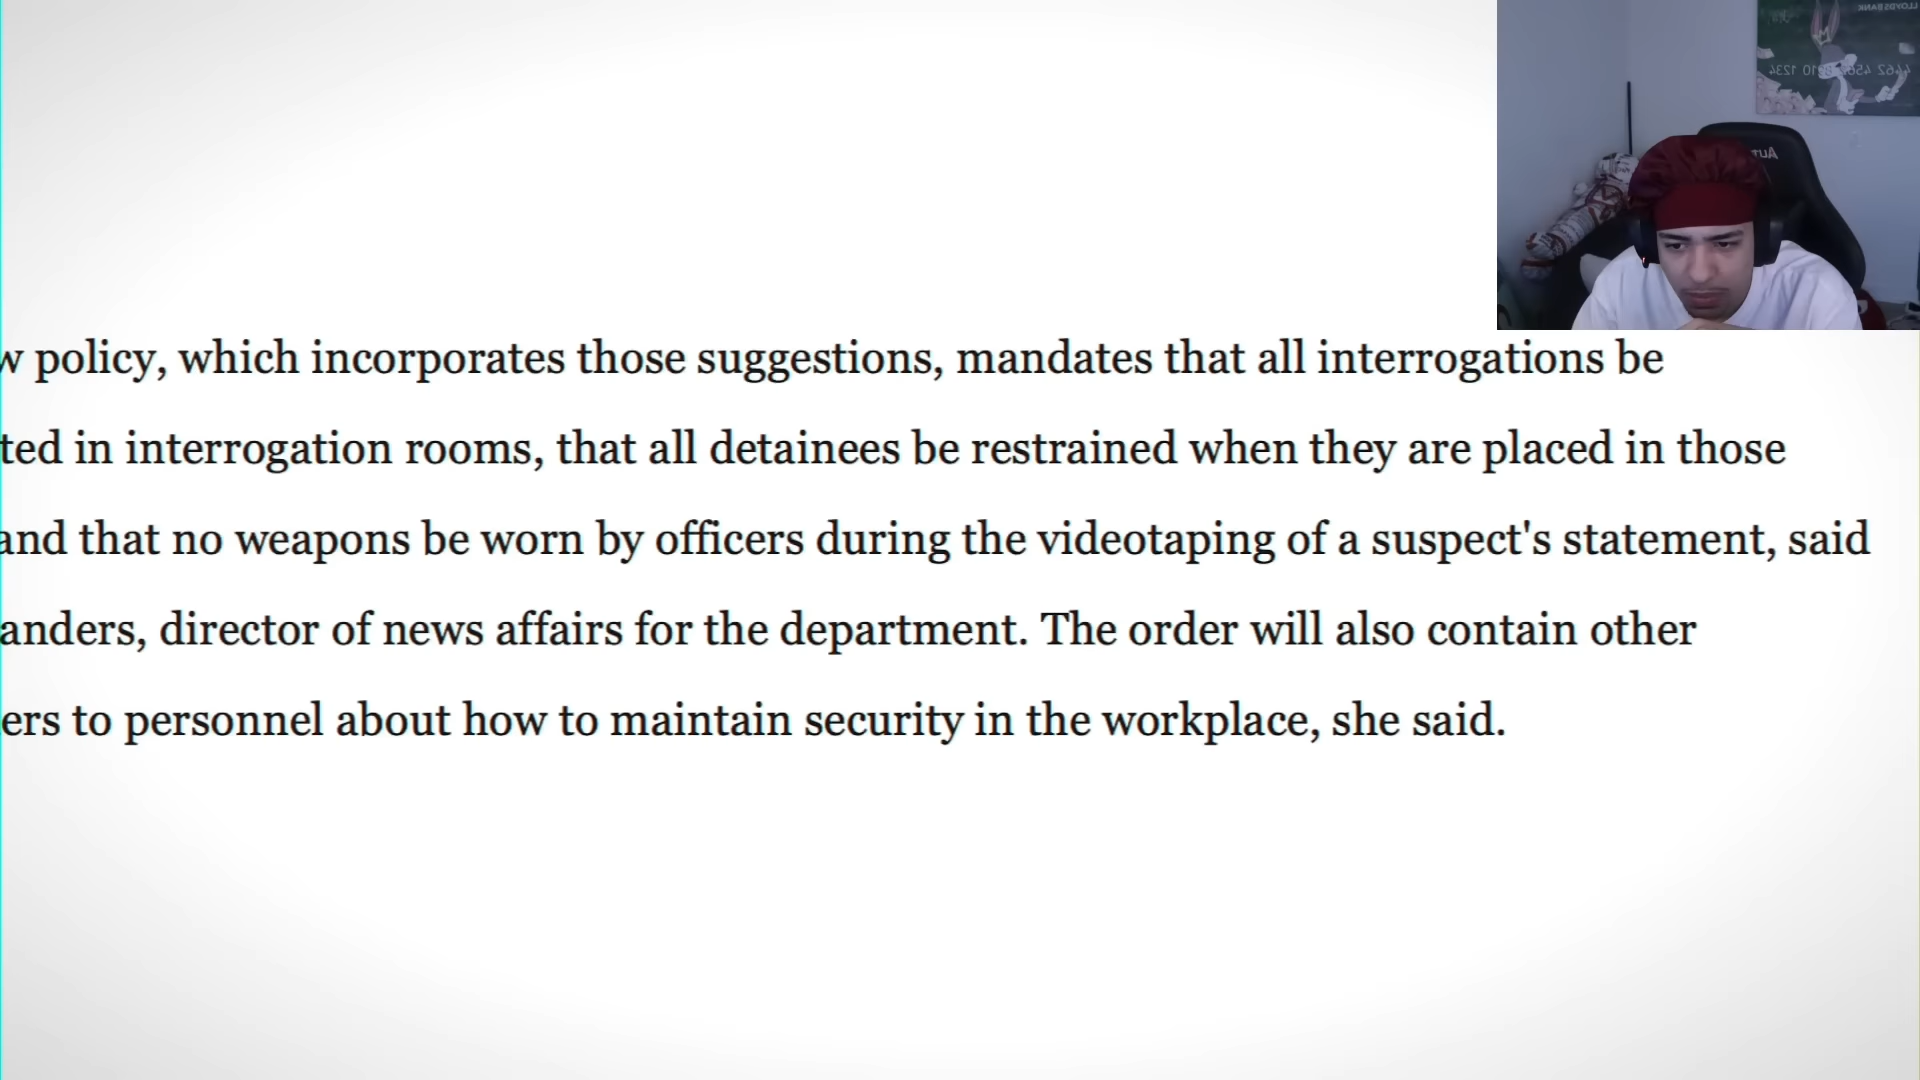 policy, which incorporates those suggestions, mandates that all interrogations be
in interrogation rooms, that all detainees be restrained when they are placed in those
and that no weapons be worn by officers during the videotaping of a suspect's statement, said
anders, director of news affairs for the department. The order will also contain other
ers to personnel about how to maintain security in the workplace, she said.
LLOYDS BANK